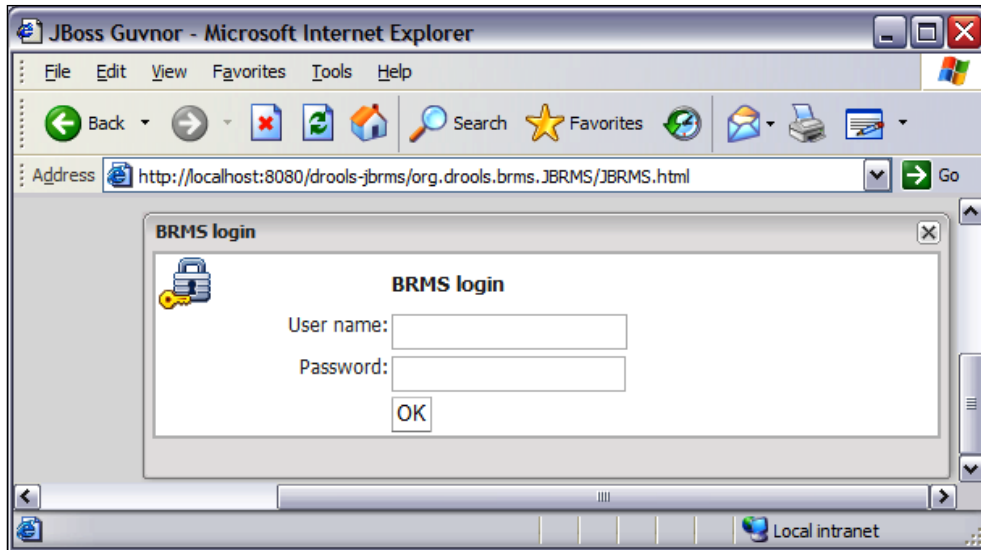 JBoss Guvnor - Microsoft Internet Explorer
File Edit View Favorites Tools Help
Back Search Favorites
Address http://localhost:8080/drools-jbrms/org.drools.brms.JBRMS/JBRMS.html Go
BRMS login
BRMS login
User name:
Password:
OK
Local intranet